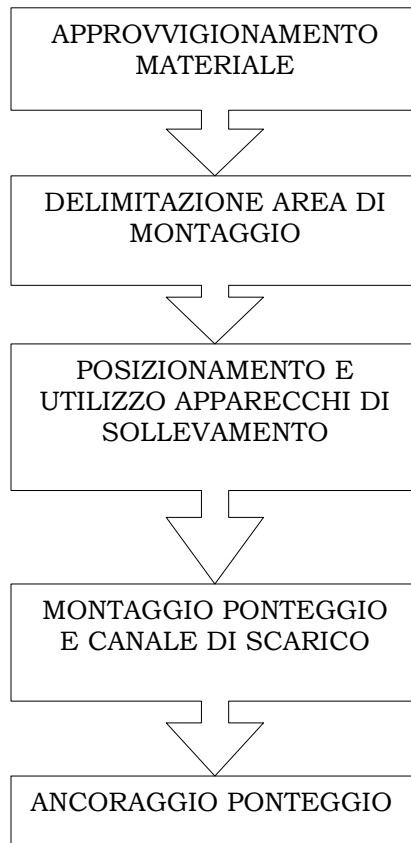 APPROVVIGIONAMENTO
MATERIALE
DELIMITAZIONE AREA DI
MONTAGGIO
POSIZIONAMENTO E
UTILIZZO APPARECCHI DI
SOLLEVAMENTO
MONTAGGIO PONTEGGIO
E CANALE DI SCARICO
ANCORAGGIO PONTEGGIO